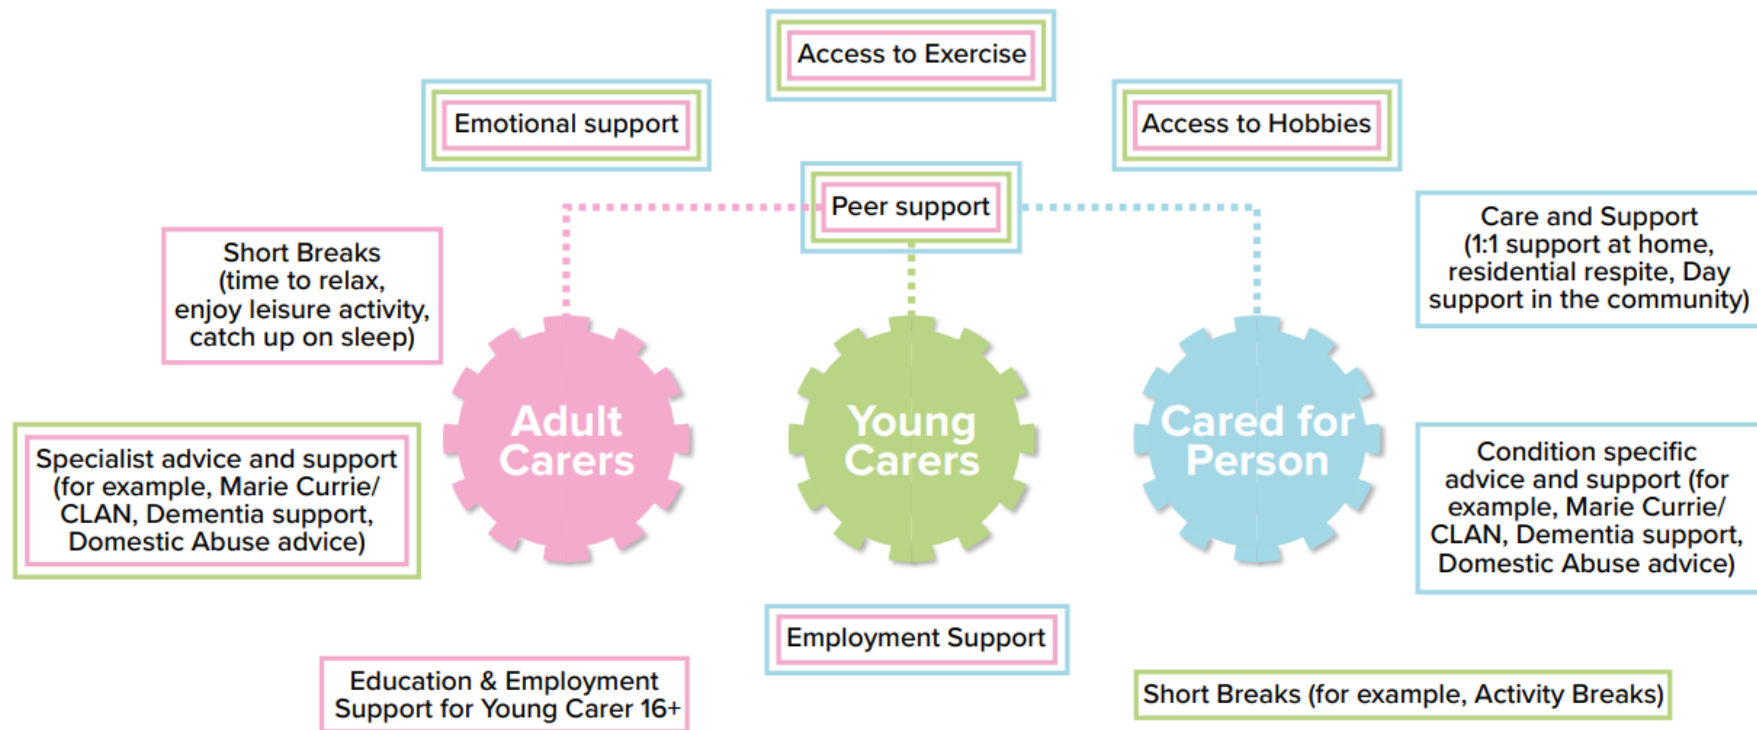 Access to Exercise
Emotional support
Access to Hobbies
Peer support
Short Breaks
(time to relax,
enjoy leisure activity,
catch up on sleep)
Care and Support
(1:1 support at home,
residential respite, Day
support in the community)
Adult
Carers
Young
Carers
Cared for
Person
Specialist advice and support
(for example, Marie Currie/
CLAN, Dementia support,
Domestic Abuse advice)
Condition specific
advice and support (for
example, Marie Currie/
CLAN, Dementia support,
Domestic Abuse advice)
Employment Support
Education & Employment
Support for Young Carer 16+
Short Breaks (for example, Activity Breaks)